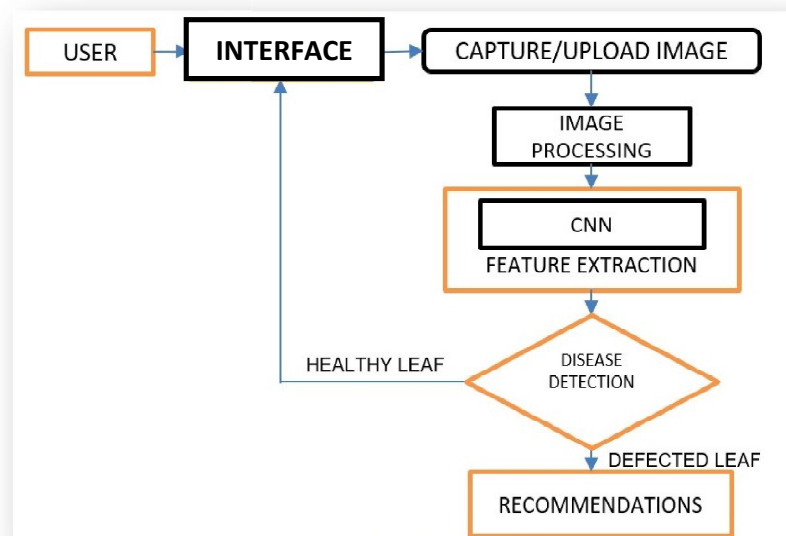 USER
INTERFACE
CAPTURE/UPLOAD IMAGE
IMAGE
PROCESSING
CNN
FEATURE EXTRACTION
DISEASE
DETECTION
HEALTHY LEAF
DEFECTED LEAF
RECOMMENDATIONS